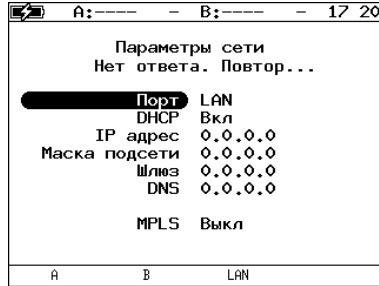 A:---- - B:---- - 17 20
Параметры сети
Нет ответа. Повтор...
Порт LAN
DHCP Вкл
IP адрес 0.0.0.0
Маска подсети 0.0.0.0
Шлюз 0.0.0.0
DNS 0.0.0.0
MPLS Выкл
A B LAN